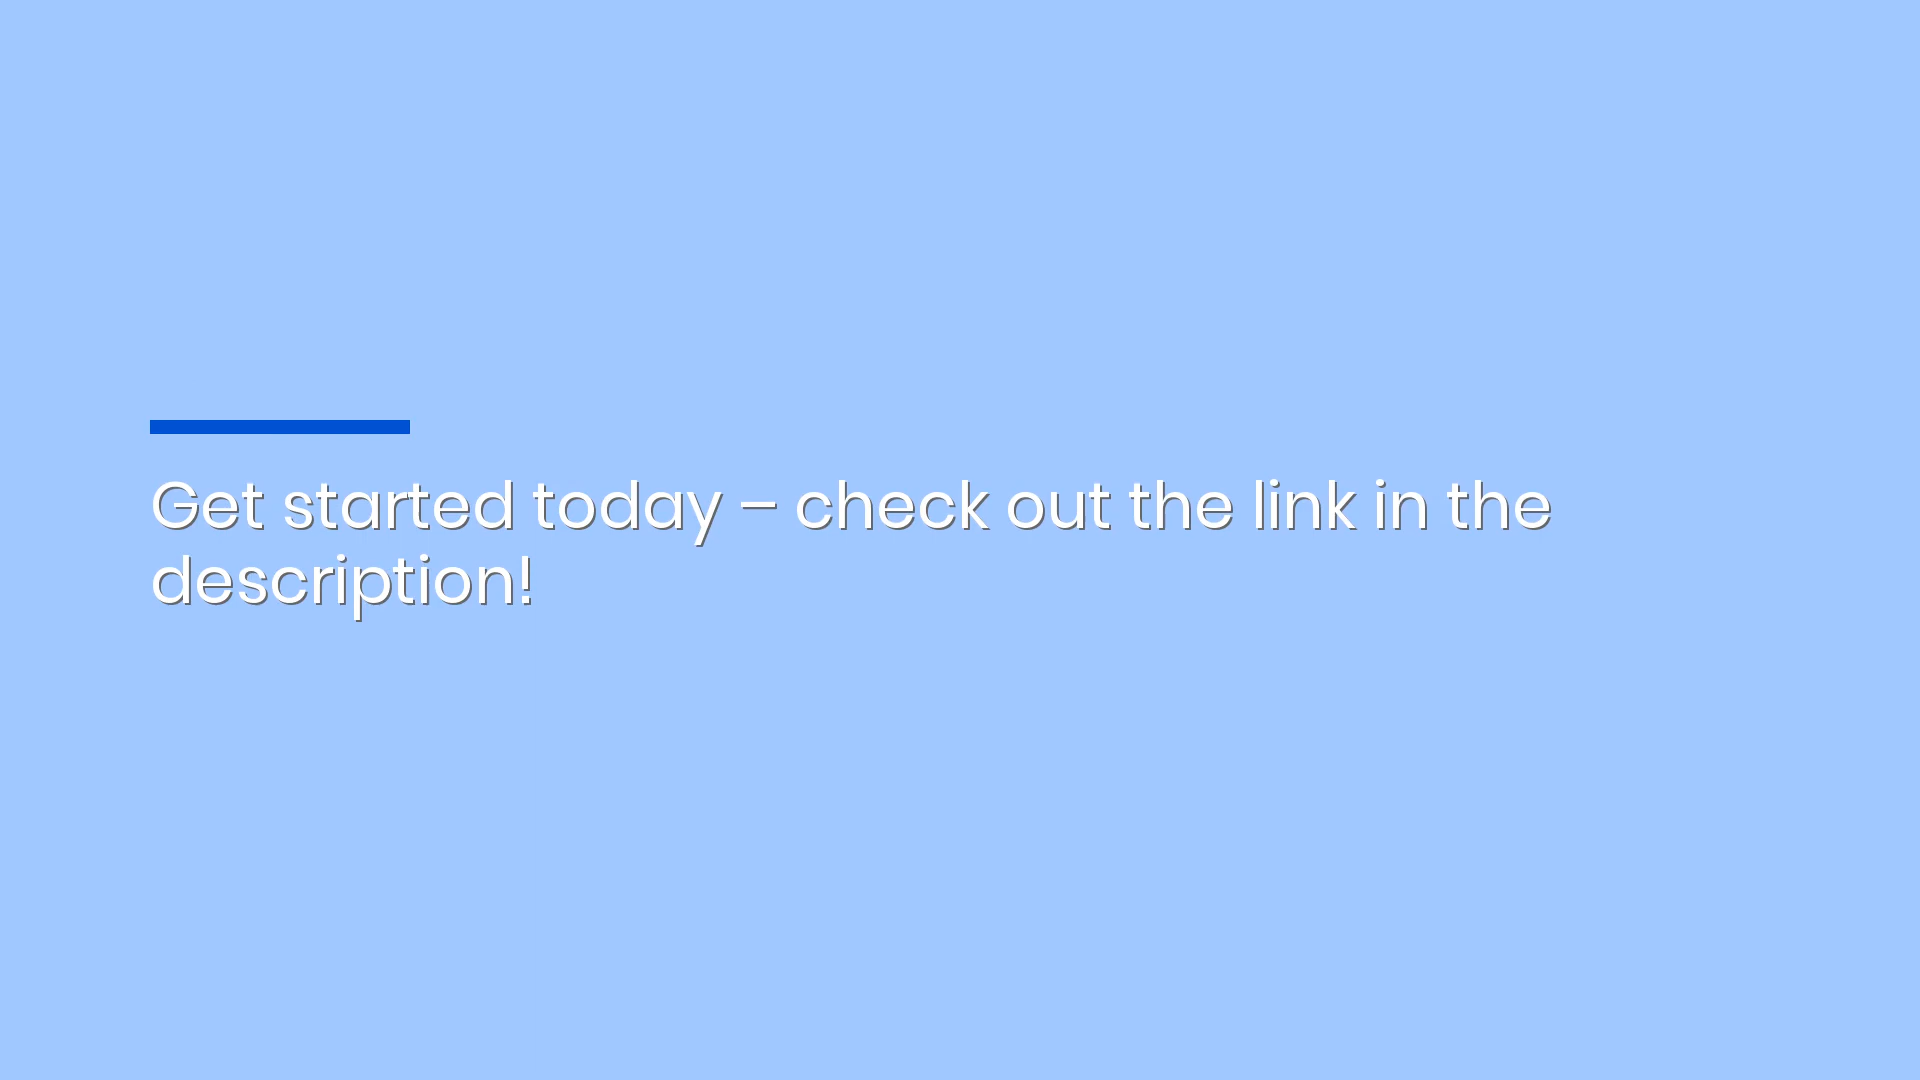 Get started today – check out the link in the
description!